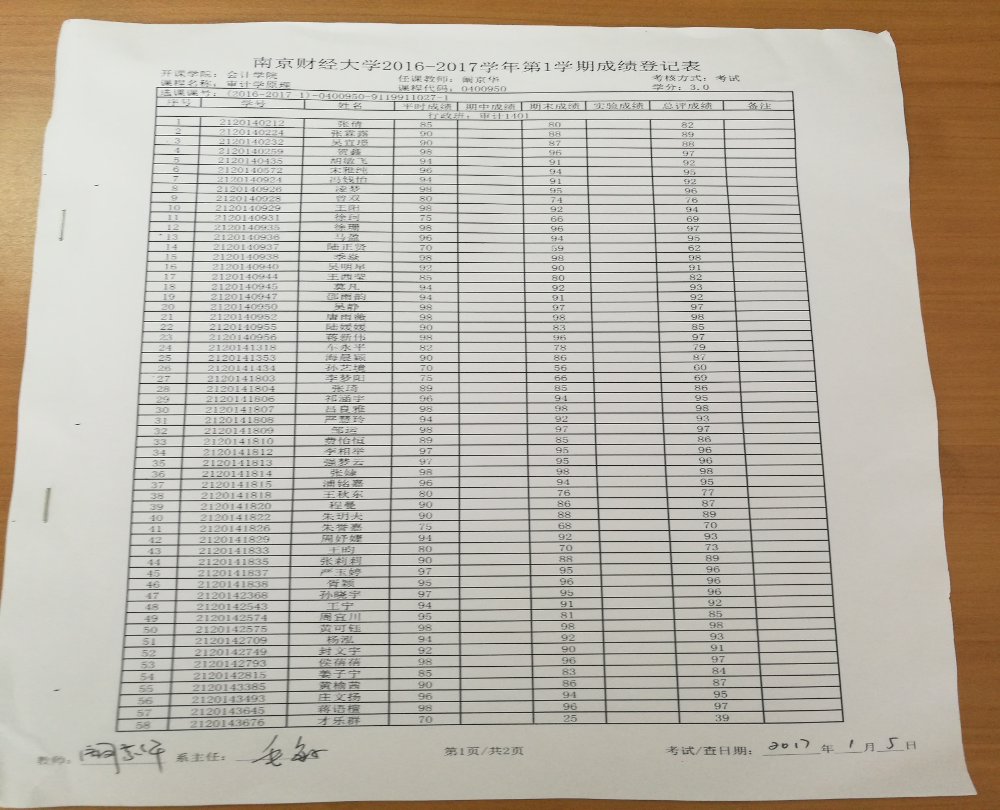 南京财经大学2016-2017学年第1学期成绩登记表
开课学院: 会计学院 任课教师: 阚京华 考核方式: 考试
课程名称: 审计学原理 课程代码: 0400950 学分: 3.0
选课课号: (2016-2017-1)-0400950-9119911027-1
序号 学号 姓名 平时成绩 期中成绩 期末成绩 实验成绩 总评成绩 备注
行政班: 审计1401
1 2120140212 张倩 85 80 82
2 2120140224 张霖露 90 88 89
3 2120140232 吴宜璟 90 87 88
4 2120140259 贺鑫 98 96 97
5 2120140435 胡敏飞 94 91 92
6 2120140572 宋雅纯 96 94 95
7 2120140924 冯钱怡 94 91 92
8 2120140926 凌梦 98 95 96
9 2120140928 曾双 80 74 76
10 2120140929 王阳 98 92 94
11 2120140931 徐珂 75 66 69
12 2120140935 徐珊 98 96 97
13 2120140936 马盈 96 94 95
14 2120140937 陆正贤 70 59 62
15 2120140938 季焱 98 98 98
16 2120140940 吴明星 92 90 91
17 2120140944 王西莹 85 80 82
18 2120140945 莫凡 94 92 93
19 2120140947 邵雨韵 94 91 92
20 2120140950 吴静 98 97 97
21 2120140952 唐雨薇 98 98 98
22 2120140955 陆媛媛 90 83 85
23 2120140956 蒋新伟 98 96 97
24 2120141318 车永平 82 78 79
25 2120141353 海晨颖 90 86 87
26 2120141434 孙艺境 70 56 60
27 2120141803 李梦阳 75 66 69
28 2120141804 张琦 89 85 86
29 2120141806 祁涵宇 96 94 95
30 2120141807 吕良雅 98 98 98
31 2120141808 严慧玲 94 92 93
32 2120141809 邹运 98 97 97
33 2120141810 费怡恒 89 85 86
34 2120141812 李相举 97 95 96
35 2120141813 强梦云 97 95 96
36 2120141814 张婕 98 98 98
37 2120141815 浦铭嘉 96 94 95
38 2120141818 王秋东 80 76 77
39 2120141820 程曼 90 86 87
40 2120141822 朱玥夫 90 88 89
41 2120141826 朱誉嘉 75 68 70
42 2120141829 周妤婕 94 92 93
43 2120141833 王昀 80 70 73
44 2120141835 张莉莉 90 88 89
45 2120141837 严玉婷 97 95 96
46 2120141838 胥颖 95 96 96
47 2120142368 孙晓宇 97 95 96
48 2120142543 王宁 94 91 92
49 2120142574 周宜川 95 81 85
50 2120142575 黄可钰 98 98 98
51 2120142709 杨泓 94 92 93
52 2120142749 封文宇 92 90 91
53 2120142793 侯蓓蓓 98 96 97
54 2120142815 姜子宁 85 83 84
55 2120143385 黄榆茜 90 86 87
56 2120143493 庄文扬 96 94 95
57 2120143645 蒋语檀 98 96 97
58 2120143676 才乐群 70 25 39
教师: 阚京华 系主任: 第1页/共2页 考试/查日期: 2017年1月5日